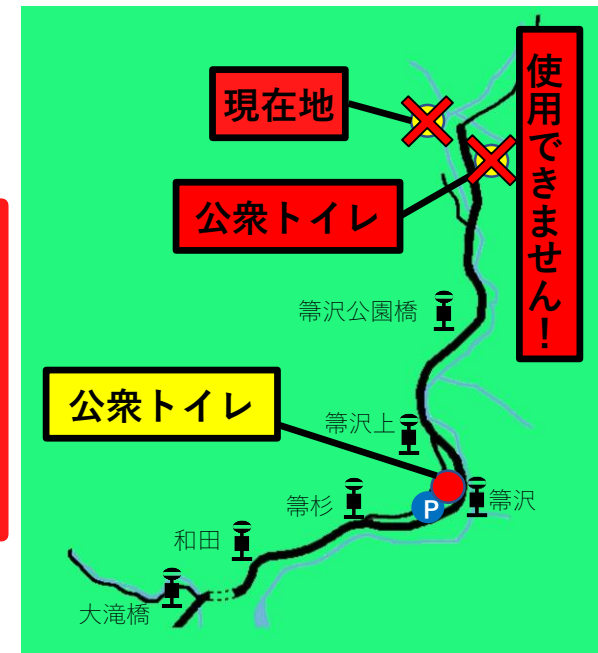 現在地
使用できません！
公衆トイレ
箒沢公園橋
公衆トイレ
箒沢上
箒沢
箒杉
P
和田
大滝橋